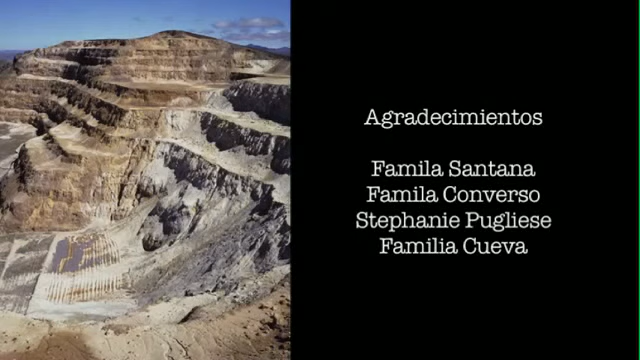 Agradecimientos
Famila Santana
Famila Converso
Stephanie Pugliese
Familia Cueva